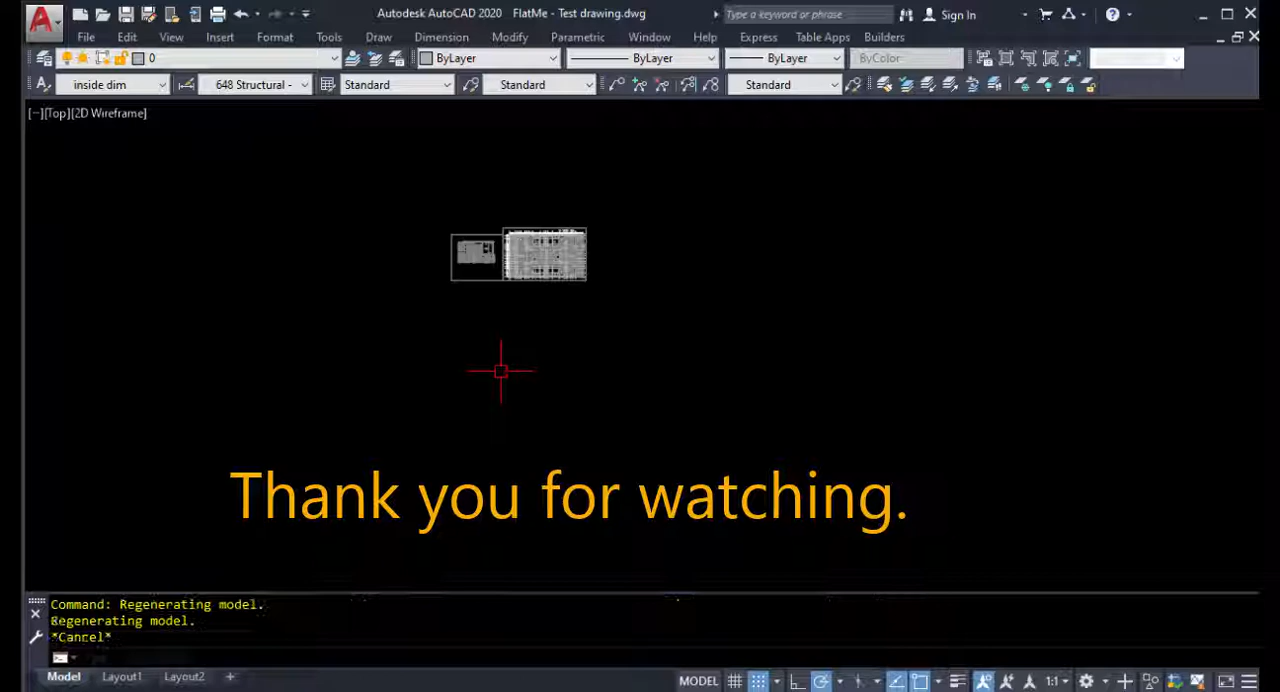 Autodesk AutoCAD 2020 FlatMe - Test drawing.dwg
Type a keyword or phrase
Sign In
File Edit View Insert Format Tools Draw Dimension Modify Parametric Window Help Express Table Apps Builders
0 ByLayer ByLayer ByLayer ByColor
inside dim 648 Structural - Standard Standard Standard
[−][Top][2D Wireframe]
Thank you for watching.
Command: Regenerating model.
Regenerating model.
*Cancel*
Model Layout1 Layout2 +
MODEL 1:1